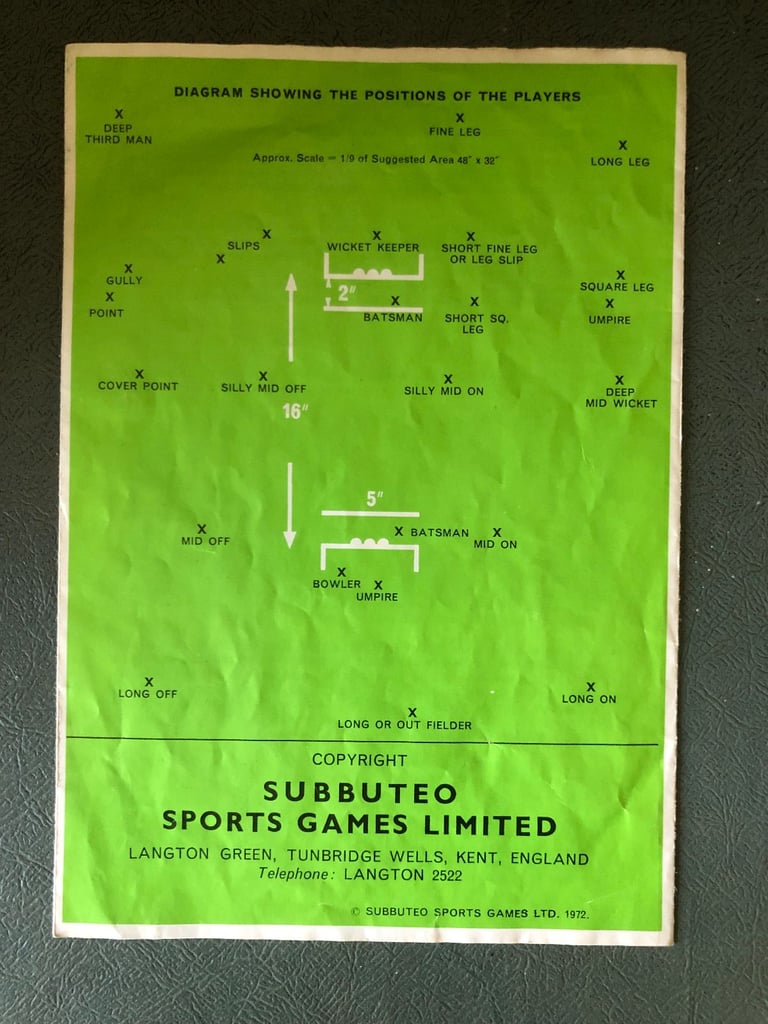 DIAGRAM SHOWING THE POSITIONS OF THE PLAYERS
X
DEEP
THIRD MAN
X
FINE LEG
X
LONG LEG
Approx. Scale = 1/9 of Suggested Area 48" x 32"
X
SLIPS
X
X
WICKET KEEPER
X
SHORT FINE LEG
OR LEG SLIP
X
GULLY
X
POINT
2"
X
BATSMAN
X
SHORT SQ.
LEG
X
SQUARE LEG
X
UMPIRE
X
COVER POINT
X
SILLY MID OFF
X
SILLY MID ON
X
DEEP
MID WICKET
16"
5"
X
MID OFF
X BATSMAN
X
MID ON
X
BOWLER
X
UMPIRE
X
LONG OFF
X
LONG OR OUT FIELDER
X
LONG ON
COPYRIGHT
SUBBUTEO
SPORTS GAMES LIMITED
LANGTON GREEN, TUNBRIDGE WELLS, KENT, ENGLAND
Telephone: LANGTON 2522
© SUBBUTEO SPORTS GAMES LTD. 1972.